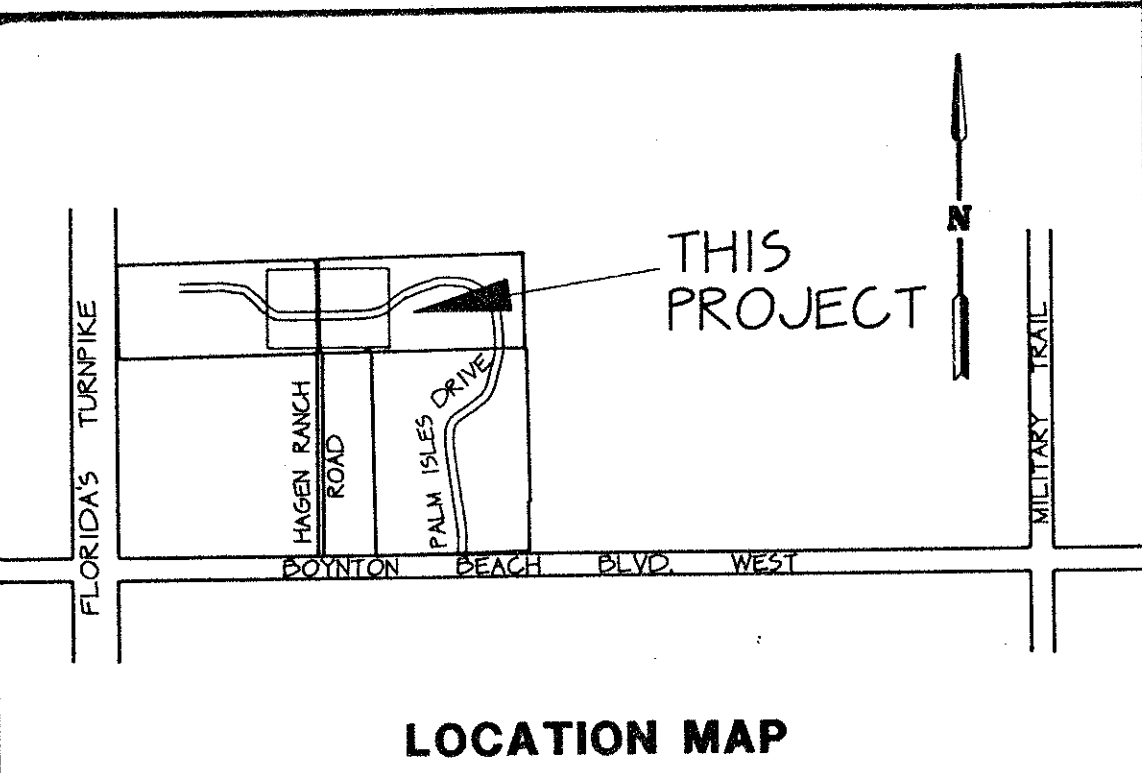 N
THIS
PROJECT
FLORIDA'S TURNPIKE
HAGEN RANCH
ROAD
PALM ISLES DRIVE
MILITARY TRAIL
BOYNTON BEACH BLVD. WEST
LOCATION MAP